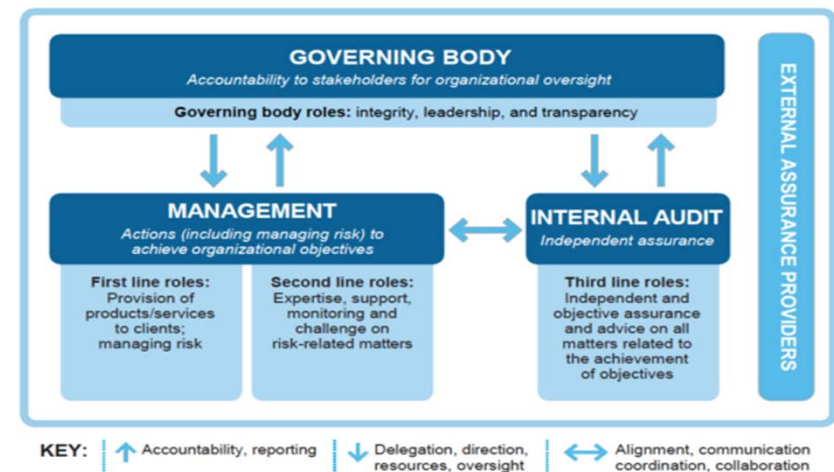 GOVERNING BODY
Accountability to stakeholders for organizational oversight
Governing body roles: integrity, leadership, and transparency
MANAGEMENT
Actions (including managing risk) to
achieve organizational objectives
First line roles:
Provision of
products/services
to clients;
managing risk
Second line roles:
Expertise, support,
monitoring and
challenge on
risk-related matters
INTERNAL AUDIT
Independent assurance
Third line roles:
Independent and
objective assurance
and advice on all
matters related to
the achievement
of objectives
EXTERNAL ASSURANCE PROVIDERS
KEY:
Accountability, reporting
Delegation, direction,
resources, oversight
Alignment, communication
coordination, collaboration